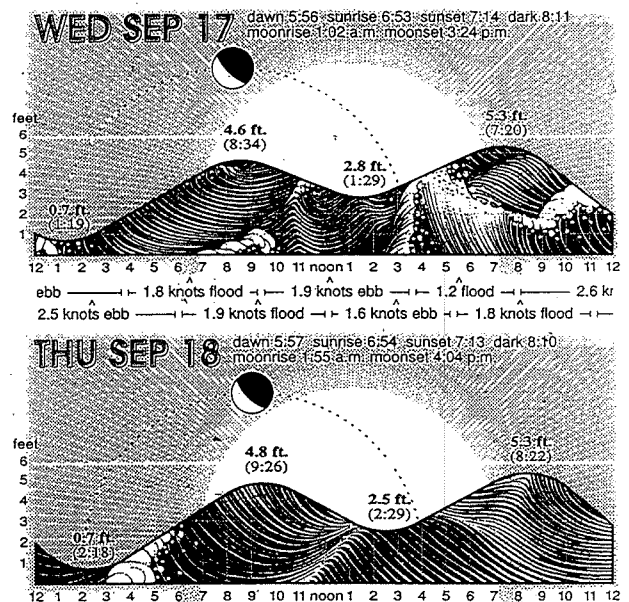 WED SEP 17
dawn 5:56 sunrise 6:53 sunset 7:14 dark 8:11
moonrise 1:02 a.m. moonset 3:24 p.m.
feet
6
5
4
3
2
1
0.7 ft.
(1:19)
4.6 ft.
(8:34)
2.8 ft.
(1:29)
5.3 ft.
(7:20)
12 1 2 3 4 5 6 7 8 9 10 11 noon 1 2 3 4 5 6 7 8 9 10 11 12
ebb 1.8 knots flood 1.9 knots ebb 1.2 flood 2.6 kr
2.5 knots ebb 1.9 knots flood 1.6 knots ebb 1.8 knots flood
THU SEP 18
dawn 5:57 sunrise 6:54 sunset 7:13 dark 8:10
moonrise 1:55 a.m. moonset 4:04 p.m.
feet
6
5
4
3
2
1
0.7 ft.
(2:18)
4.8 ft.
(9:26)
2.5 ft.
(2:29)
5.3 ft.
(8:22)
12 1 2 3 4 5 6 7 8 9 10 11 noon 1 2 3 4 5 6 7 8 9 10 11 12